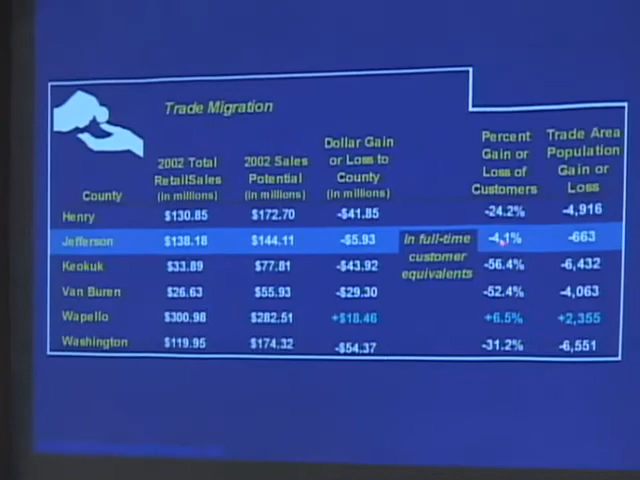 Trade Migration
County
2002 Total
RetailSales
(in millions)
2002 Sales
Potential
(in millions)
Dollar Gain
or Loss to
County
(in millions)
Percent
Gain or
Loss of
Customers
Trade Area
Population
Gain or
Loss
Henry $130.85 $172.70 -$41.85 -24.2% -4,916
Jefferson $138.18 $144.11 -$5.93 -4.1% -663
In full-time
customer
equivalents
Keokuk $33.89 $77.81 -$43.92 -56.4% -6,432
Van Buren $26.63 $55.93 -$29.30 -52.4% -4,063
Wapello $300.98 $282.51 +$18.46 +6.5% +2,355
Washington $119.95 $174.32 -$54.37 -31.2% -6,551